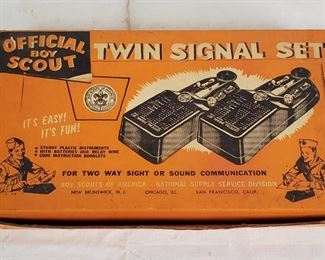 OFFICIAL
BOY
SCOUT
TWIN SIGNAL SET
IT'S EASY!
IT'S FUN!
• STURDY PLASTIC INSTRUMENTS
• WITH BATTERIES AND RELAY WIRE
• CODE INSTRUCTION BOOKLETS
FOR TWO WAY SIGHT OR SOUND COMMUNICATION
BOY SCOUTS OF AMERICA - NATIONAL SUPPLY SERVICE DIVISION
NEW BRUNSWICK, N. J. CHICAGO, ILL. SAN FRANCISCO, CALIF.